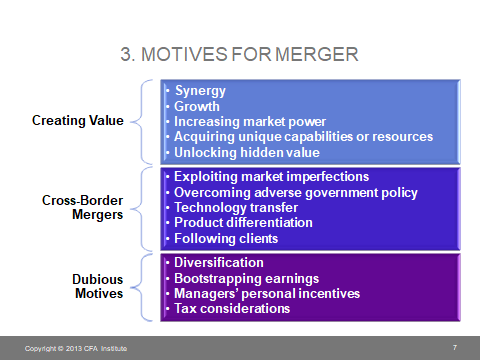 3. MOTIVES FOR MERGER
Creating Value
• Synergy
• Growth
• Increasing market power
• Acquiring unique capabilities or resources
• Unlocking hidden value
Cross-Border
Mergers
• Exploiting market imperfections
• Overcoming adverse government policy
• Technology transfer
• Product differentiation
• Following clients
Dubious
Motives
• Diversification
• Bootstrapping earnings
• Managers’ personal incentives
• Tax considerations
Copyright © 2013 CFA Institute
7